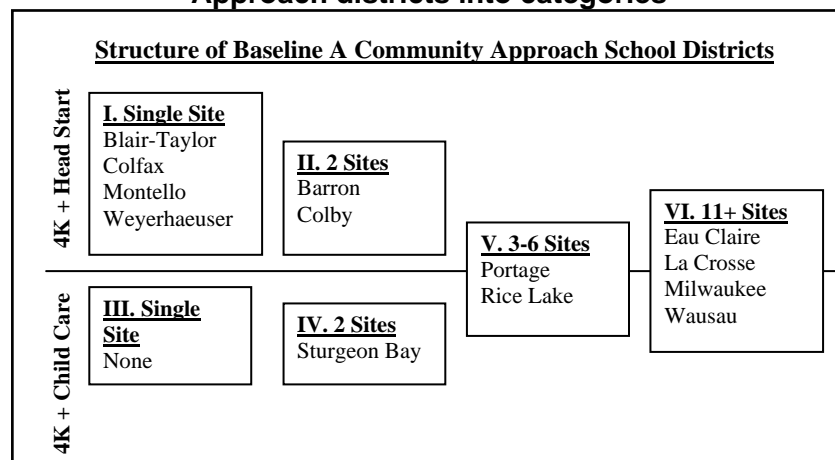 Approach districts into categories
Structure of Baseline A Community Approach School Districts
4K + Head Start
I. Single Site
Blair-Taylor
Colfax
Montello
Weyerhaeuser
II. 2 Sites
Barron
Colby
V. 3-6 Sites
Portage
Rice Lake
VI. 11+ Sites
Eau Claire
La Crosse
Milwaukee
Wausau
4K + Child Care
III. Single
Site
None
IV. 2 Sites
Sturgeon Bay